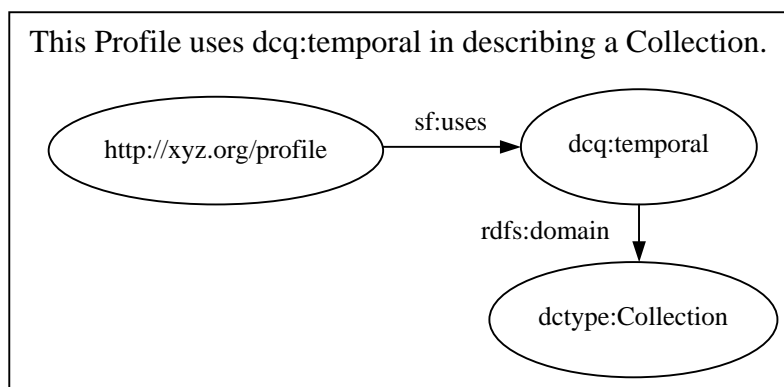 This Profile uses dcq:temporal in describing a Collection.
sf:uses
http://xyz.org/profile
dcq:temporal
rdfs:domain
dctype:Collection